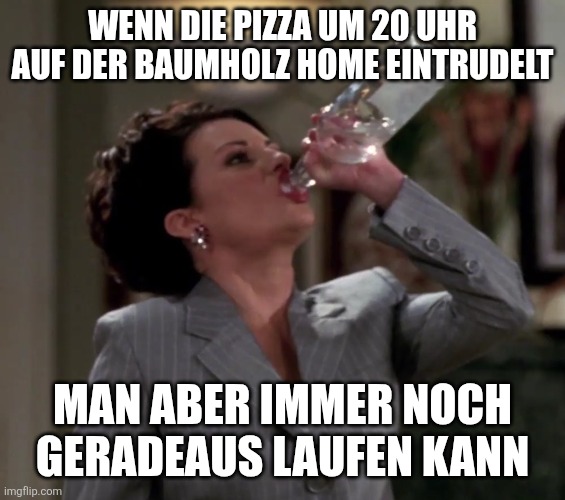 WENN DIE PIZZA UM 20 UHR
AUF DER BAUMHOLZ HOME EINTRUDELT
MAN ABER IMMER NOCH
GERADEAUS LAUFEN KANN
imgflip.com